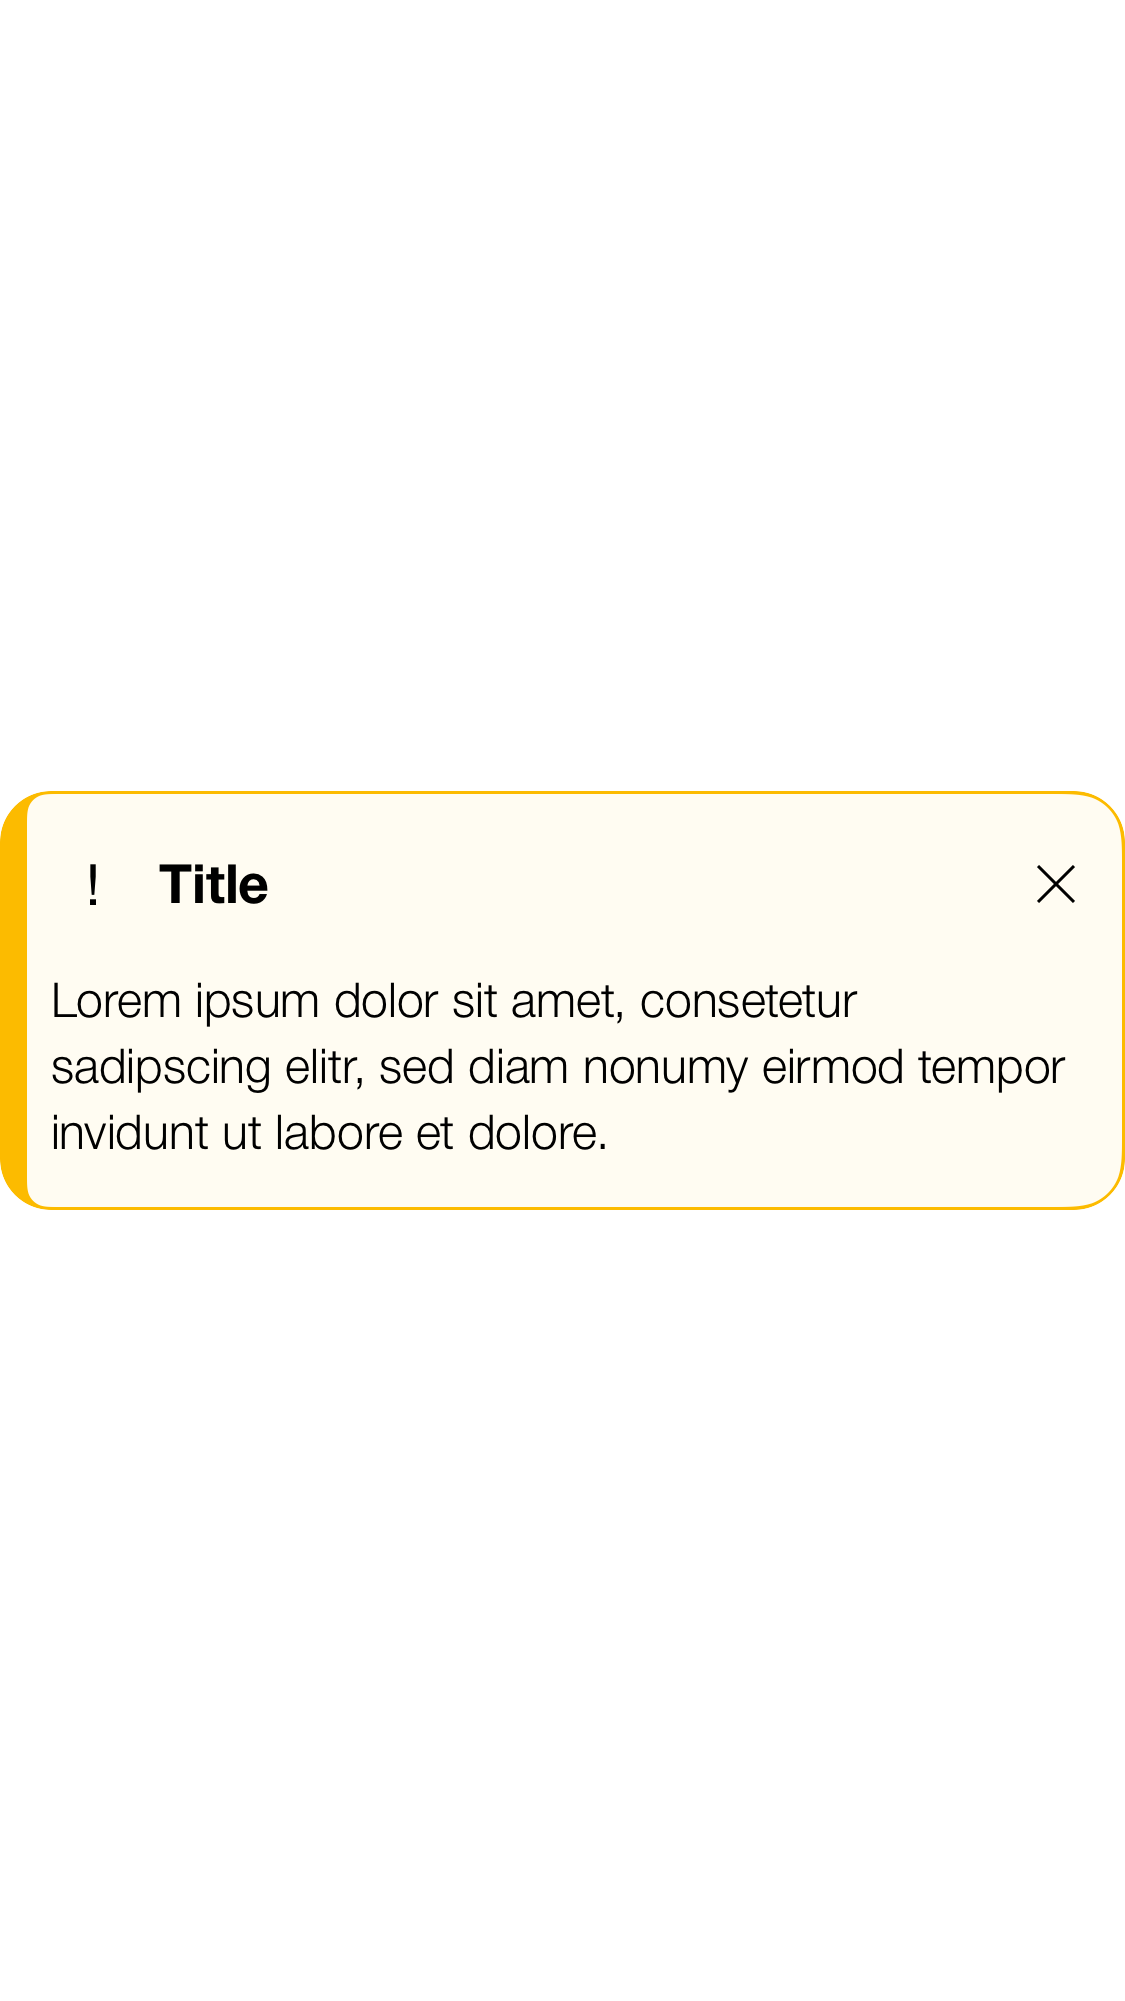 ! Title
Lorem ipsum dolor sit amet, consetetur
sadipscing elitr, sed diam nonumy eirmod tempor
invidunt ut labore et dolore.